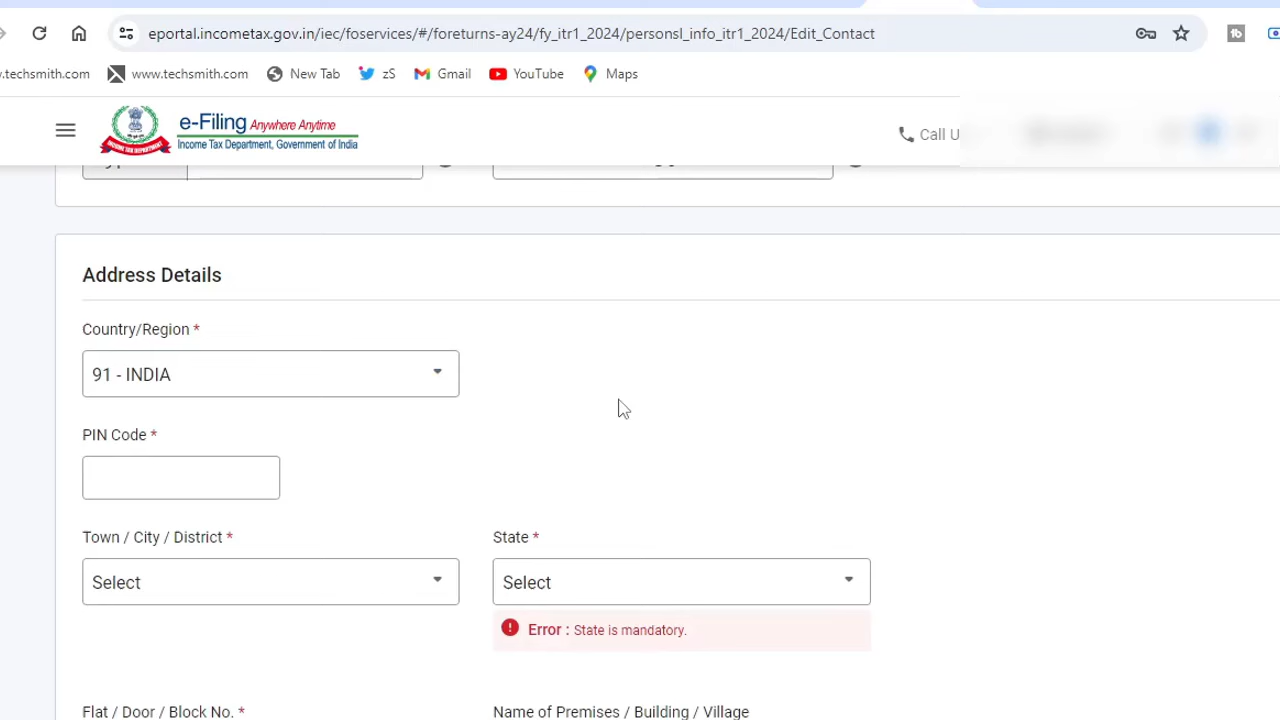 eportal.incometax.gov.in/iec/foservices/#/foreturns-ay24/fy_itr1_2024/personsl_info_itr1_2024/Edit_Contact
.techsmith.com www.techsmith.com New Tab zS Gmail YouTube Maps
e-Filing Anywhere Anytime
Income Tax Department, Government of India
INCOME TAX DEPARTMENT
Call U
Address Details
Country/Region *
91 - INDIA
PIN Code *
Town / City / District * State *
Select Select
Error : State is mandatory.
Flat / Door / Block No. * Name of Premises / Building / Village